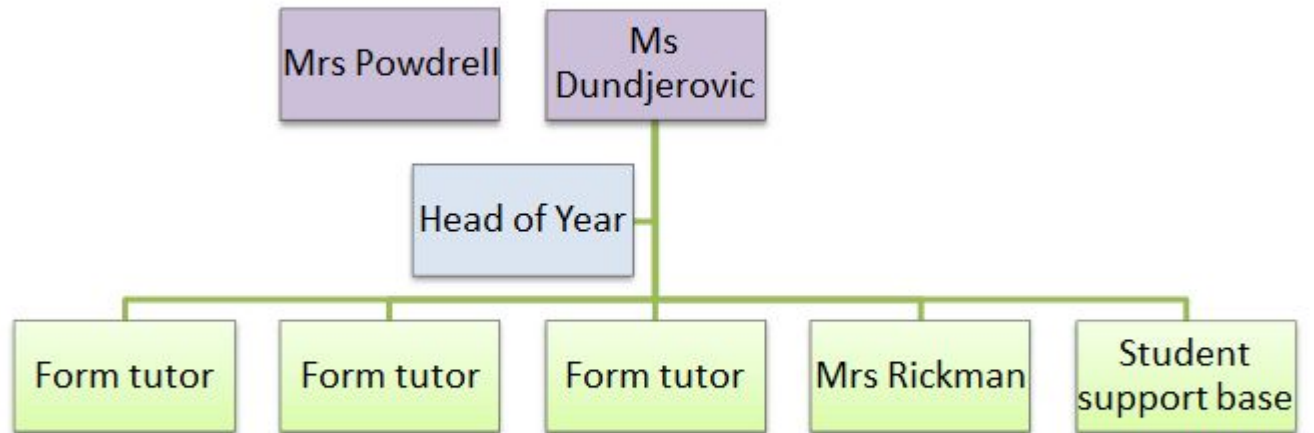 Mrs Powdrell
Ms
Dundjerovic
Head of Year
Form tutor
Form tutor
Form tutor
Mrs Rickman
Student
support base